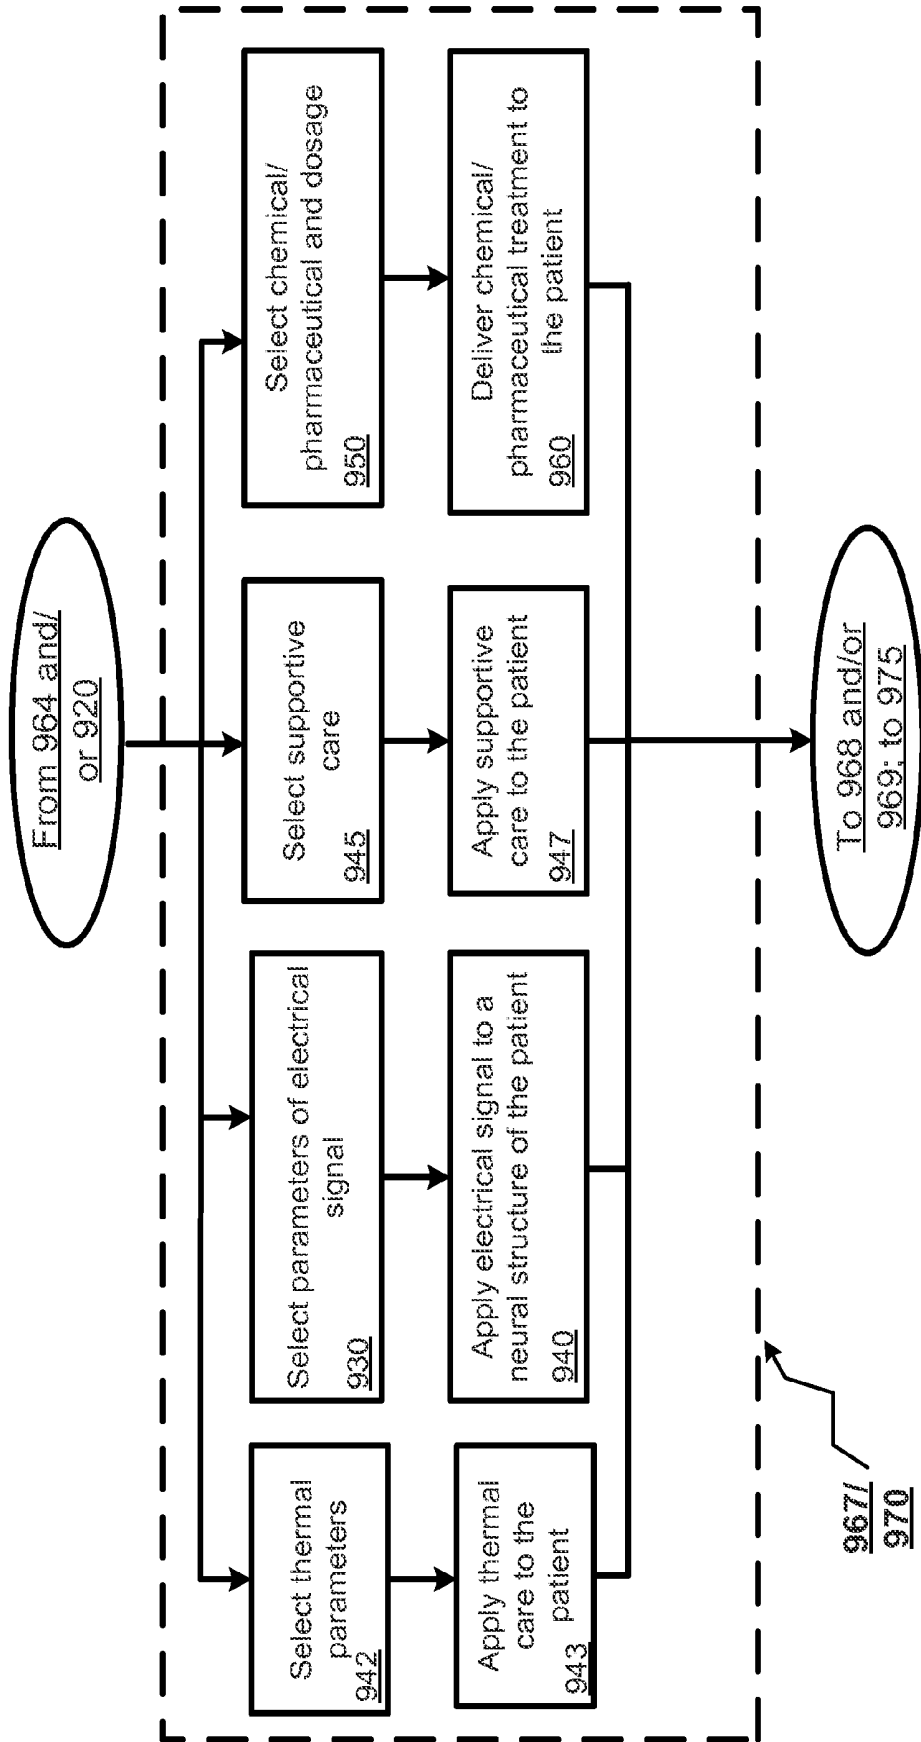 From 964 and/
or 920
Select thermal
parameters
942
Select parameters of electrical
signal
930
Select supportive
care
945
Select chemical/
pharmaceutical and dosage
950
Apply thermal
care to the
patient
943
Apply electrical signal to a
neural structure of the patient
940
Apply supportive
care to the patient
947
Deliver chemical/
pharmaceutical treatment to
the patient
960
967/
970
To 968 and/or
969; to 975